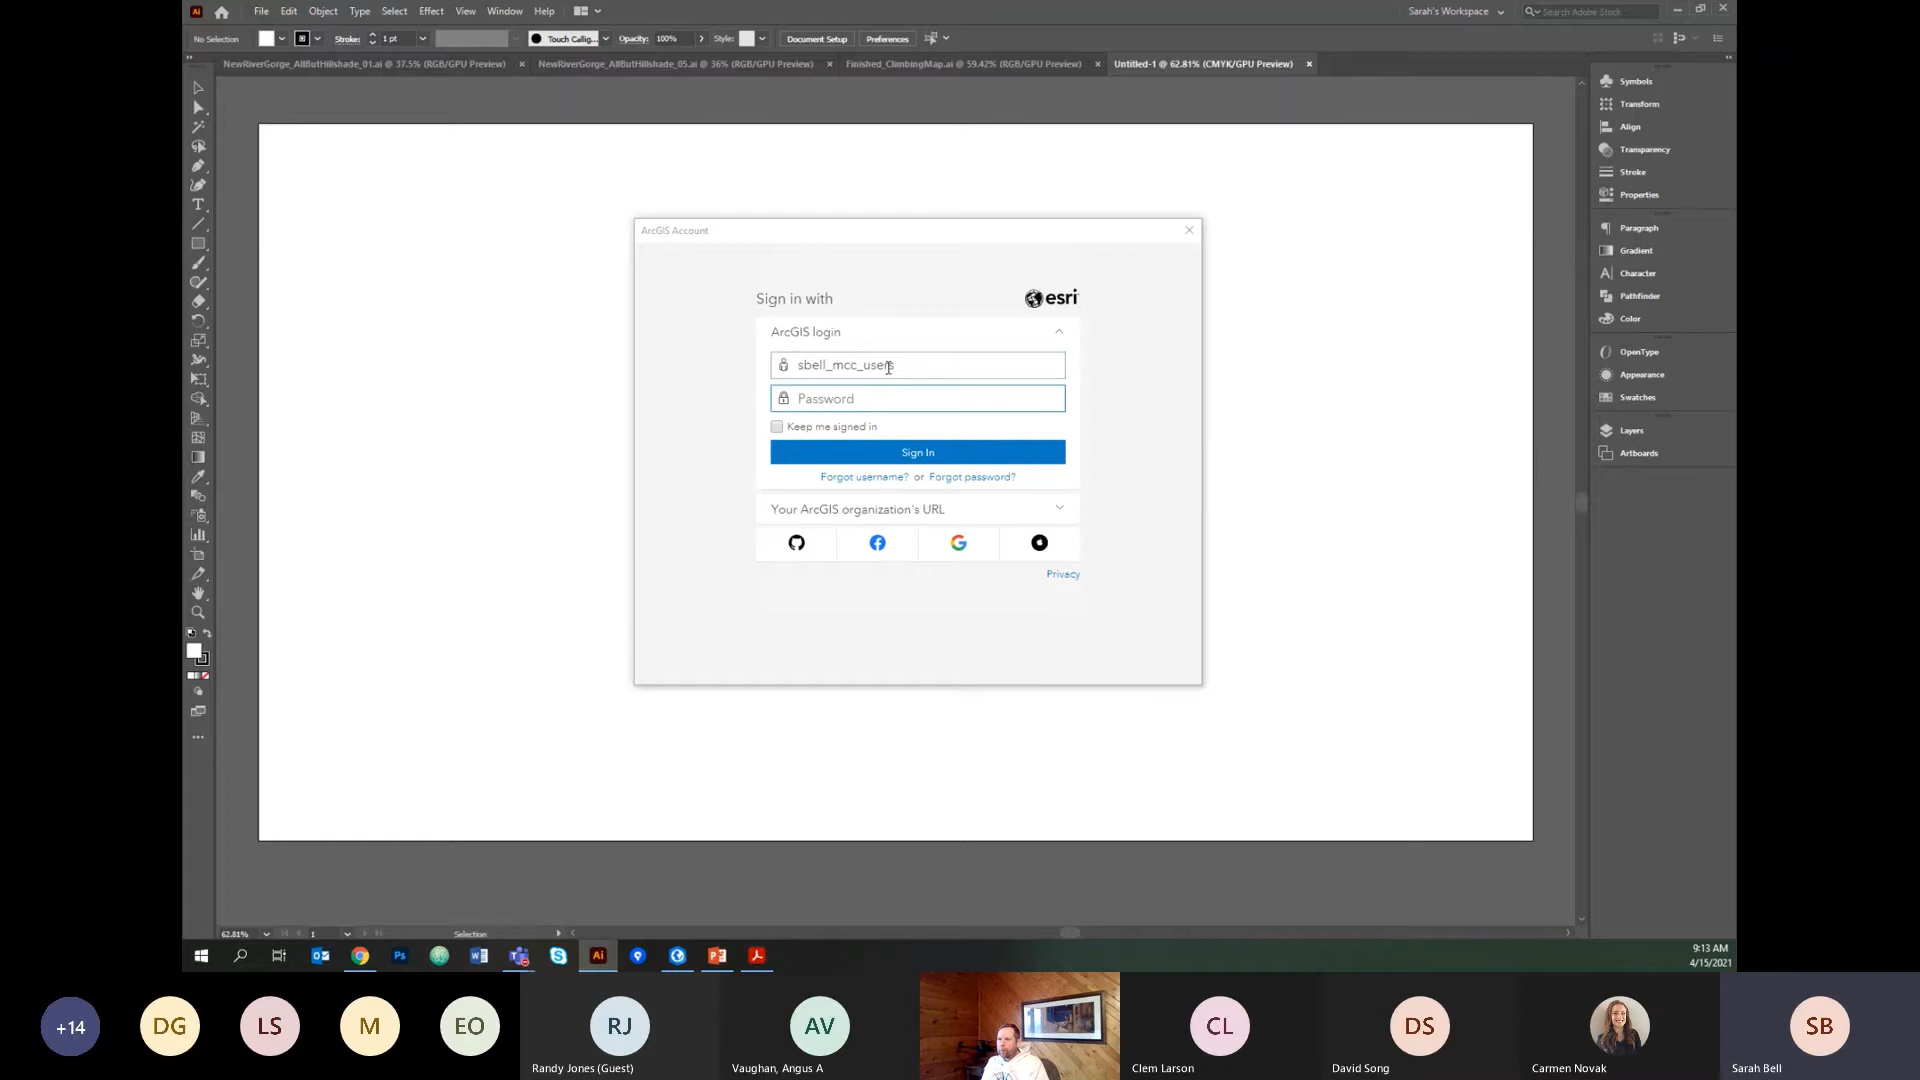 Ai File Edit Object Type Select Effect View Window Help Sarah's Workspace Search Adobe Stock
No Selection Stroke: 1 pt Touch Callig... Opacity: 100% Style: Document Setup Preferences
NewRiverGorge_AllButHillshade_01.ai @ 37.5% (RGB/GPU Preview) NewRiverGorge_AllButHillshade_05.ai @ 36% (RGB/GPU Preview) Finished_ClimbingMap.ai @ 59.42% (RGB/GPU Preview) Untitled-1 @ 62.81% (CMYK/GPU Preview)
Symbols
Transform
Align
Transparency
Stroke
Properties
Paragraph
Gradient
Character
Pathfinder
Color
OpenType
Appearance
Swatches
Layers
Artboards
ArcGIS Account
Sign in with esri
ArcGIS login
sbell_mcc_users
Password
Keep me signed in
Sign In
Forgot username? or Forgot password?
Your ArcGIS organization's URL
Privacy
62.81% 1 Selection
9:13 AM
4/15/2021
+14 DG LS M EO RJ AV CL DS SB
Randy Jones (Guest) Vaughan, Angus A Clem Larson David Song Carmen Novak Sarah Bell